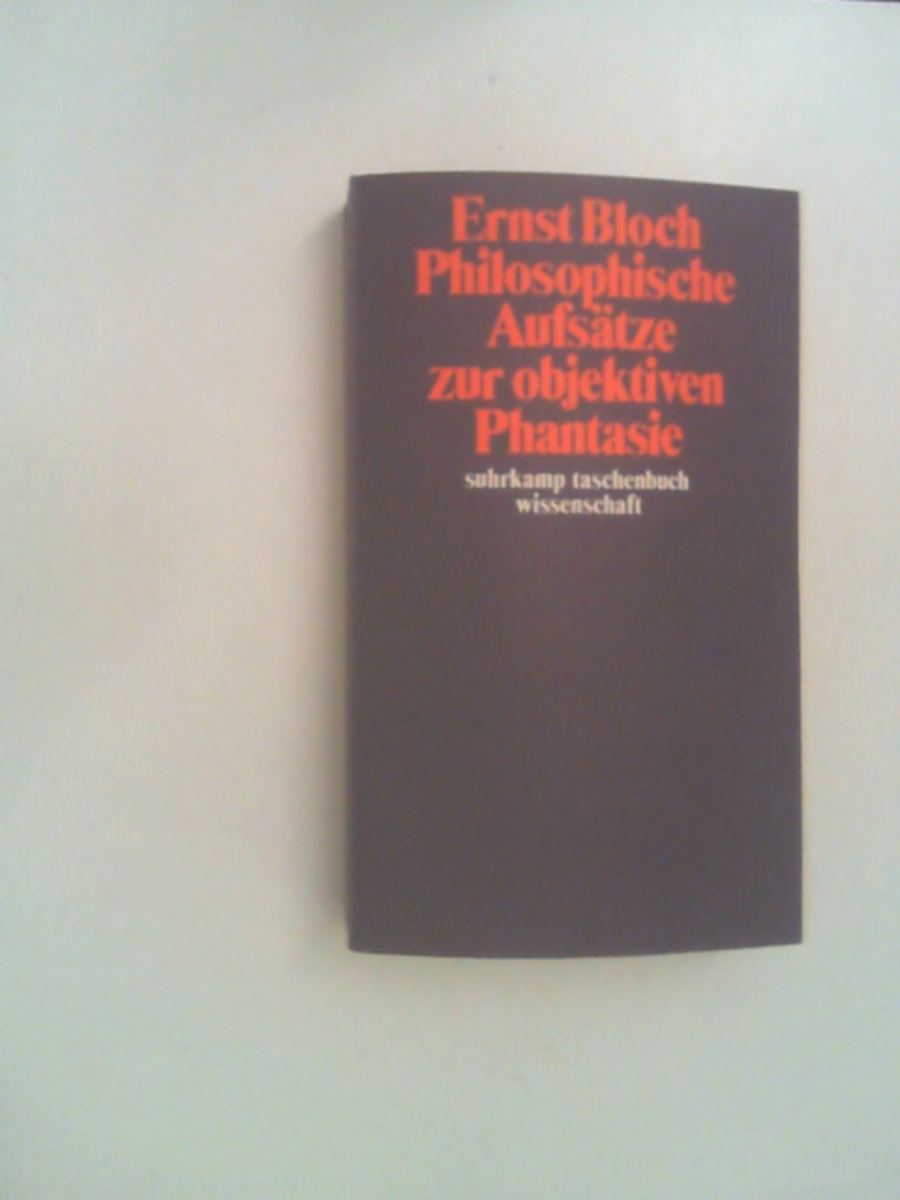 Ernst Bloch
Philosophische
Aufsätze
zur objektiven
Phantasie
suhrkamp taschenbuch
wissenschaft